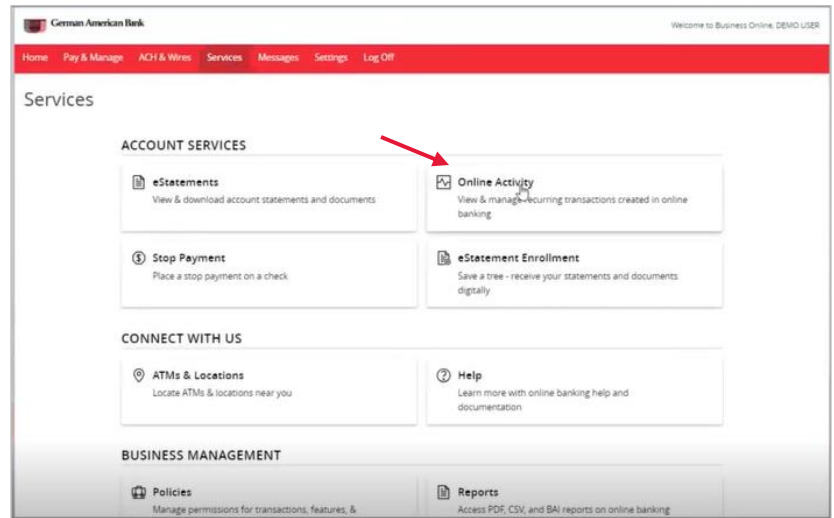 German American Bank
Welcome to Business Online, DEMO USER
Home Pay & Manage ACH & Wires Services Messages Settings Log Off
Services
ACCOUNT SERVICES
eStatements
View & download account statements and documents
Online Activity
View & manage recurring transactions created in online
banking
Stop Payment
Place a stop payment on a check
eStatement Enrollment
Save a tree - receive your statements and documents
digitally
CONNECT WITH US
ATMs & Locations
Locate ATMs & locations near you
Help
Learn more with online banking help and
documentation
BUSINESS MANAGEMENT
Policies
Manage permissions for transactions, features, &
Reports
Access PDF, CSV, and BAI reports on online banking